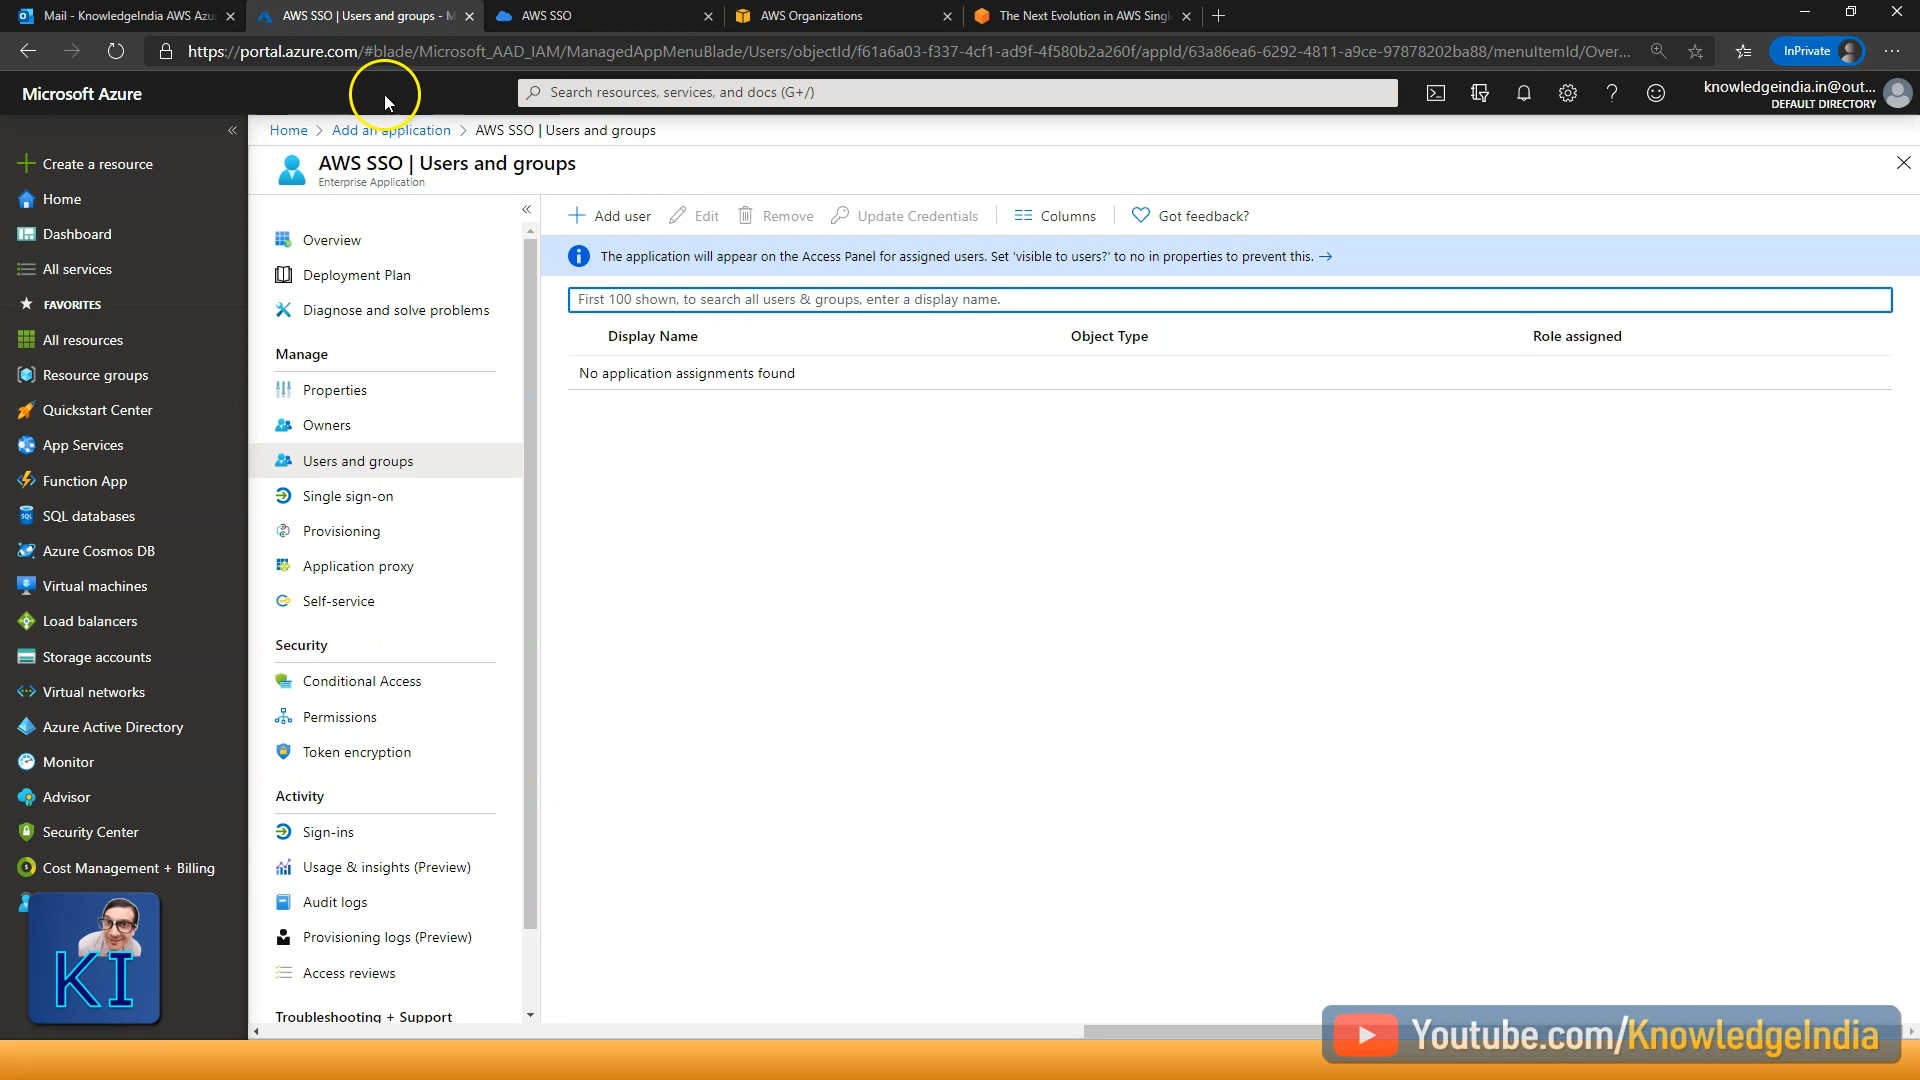 Mail - KnowledgeIndia AWS Azu
AWS SSO | Users and groups - M
AWS SSO
AWS Organizations
The Next Evolution in AWS Singl
https://portal.azure.com/#blade/Microsoft_AAD_IAM/ManagedAppMenuBlade/Users/objectId/f61a6a03-f337-4cf1-ad9f-4f580b2a260f/appId/63a86ea6-6292-4811-a9ce-97878202ba88/menuItemId/Over...
InPrivate
Microsoft Azure
Search resources, services, and docs (G+/)
knowledgeindia.in@out...
DEFAULT DIRECTORY
Home > Add an application > AWS SSO | Users and groups
AWS SSO | Users and groups
Enterprise Application
Create a resource
Home
Dashboard
All services
FAVORITES
All resources
Resource groups
Quickstart Center
App Services
Function App
SQL databases
Azure Cosmos DB
Virtual machines
Load balancers
Storage accounts
Virtual networks
Azure Active Directory
Monitor
Advisor
Security Center
Cost Management + Billing
KI
Overview
Deployment Plan
Diagnose and solve problems
Manage
Properties
Owners
Users and groups
Single sign-on
Provisioning
Application proxy
Self-service
Security
Conditional Access
Permissions
Token encryption
Activity
Sign-ins
Usage & insights (Preview)
Audit logs
Provisioning logs (Preview)
Access reviews
Troubleshooting + Support
Add user Edit Remove Update Credentials Columns Got feedback?
The application will appear on the Access Panel for assigned users. Set 'visible to users?' to no in properties to prevent this. →
First 100 shown, to search all users & groups, enter a display name.
Display Name Object Type Role assigned
No application assignments found
Youtube.com/KnowledgeIndia